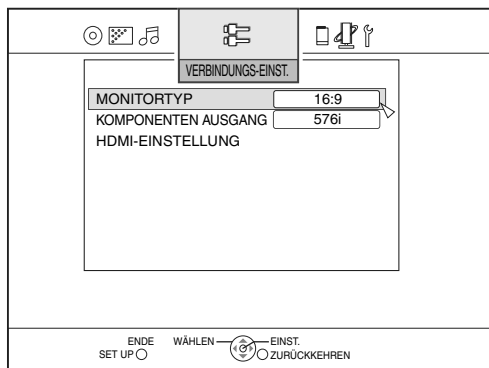 VERBINDUNGS-EINST.
MONITORTYP 16:9
KOMPONENTEN AUSGANG 576i
HDMI-EINSTELLUNG
ENDE WÄHLEN EINST.
SET UP ZURÜCKKEHREN